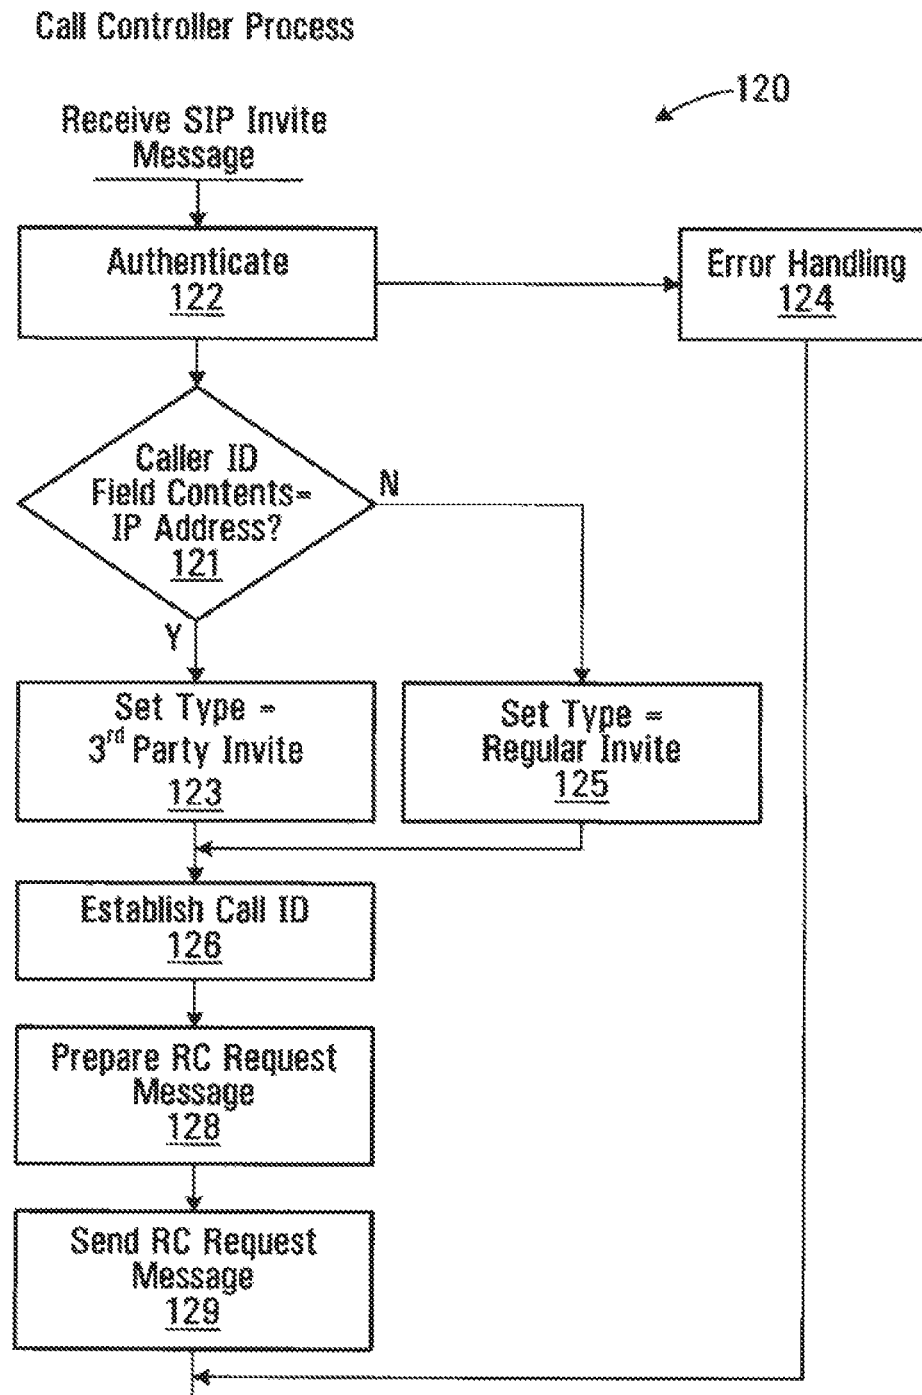 Call Controller Process
120
Receive SIP Invite
Message
Authenticate
122
Error Handling
124
Caller ID
Field Contents=
IP Address?
121
N
Y
Set Type =
3rd Party Invite
123
Set Type =
Regular Invite
125
Establish Call ID
126
Prepare RC Request
Message
128
Send RC Request
Message
129